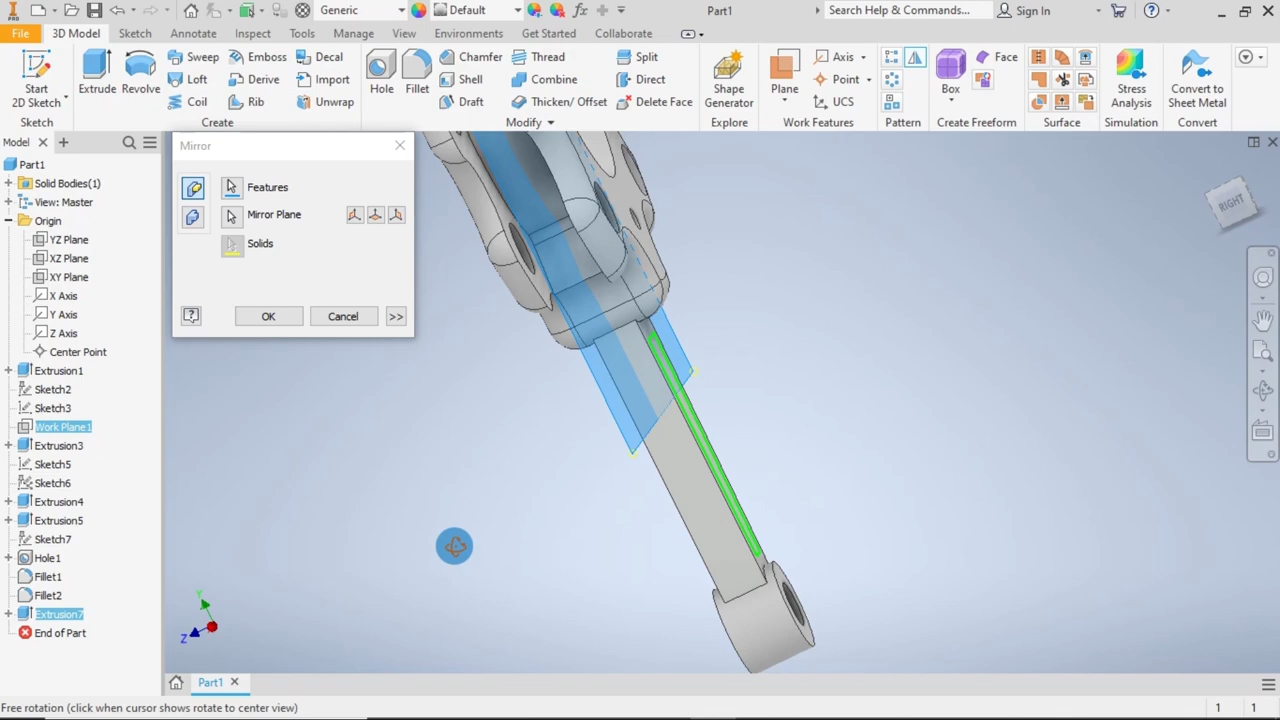 PRO
Generic
Default
Part1
Search Help & Commands...
Sign In
File
3D Model
Sketch
Annotate
Inspect
Tools
Manage
View
Environments
Get Started
Collaborate
Start
2D Sketch
Extrude
Revolve
Sweep
Emboss
Decal
Loft
Derive
Import
Coil
Rib
Unwrap
Hole
Fillet
Chamfer
Thread
Split
Shell
Combine
Direct
Draft
Thicken/ Offset
Delete Face
Shape
Generator
Plane
Axis
Point
UCS
Box
Face
Stress
Analysis
Convert to
Sheet Metal
Sketch
Create
Modify
Explore
Work Features
Pattern
Create Freeform
Surface
Simulation
Convert
Model
Part1
Solid Bodies(1)
View: Master
Origin
YZ Plane
XZ Plane
XY Plane
X Axis
Y Axis
Z Axis
Center Point
Extrusion1
Sketch2
Sketch3
Work Plane1
Extrusion3
Sketch5
Sketch6
Extrusion4
Extrusion5
Sketch7
Hole1
Fillet1
Fillet2
Extrusion7
End of Part
Mirror
Features
Mirror Plane
Solids
OK
Cancel
>>
RIGHT
Y
Z
Part1
Free rotation (click when cursor shows rotate to center view)
1 1